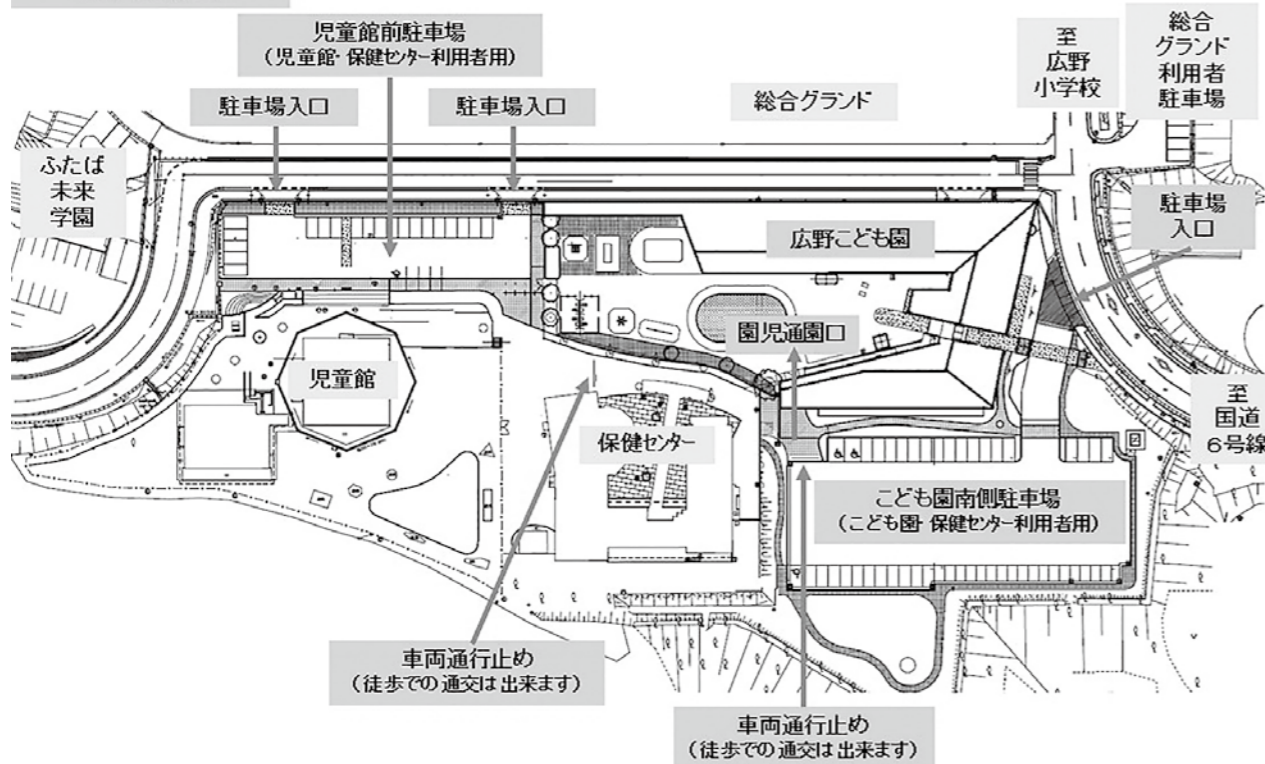 児童館前駐車場
（児童館・保健センター利用者用）
至
広野
小学校
総合
グランド
利用者
駐車場
駐車場入口
駐車場入口
総合グランド
ふたば
未来
学園
駐車場
入口
広野こども園
園児通園口
児童館
至
国道
6号線
保健センター
こども園南側駐車場
（こども園・保健センター利用者用）
車両通行止め
（徒歩での通交は出来ます）
車両通行止め
（徒歩での通交は出来ます）